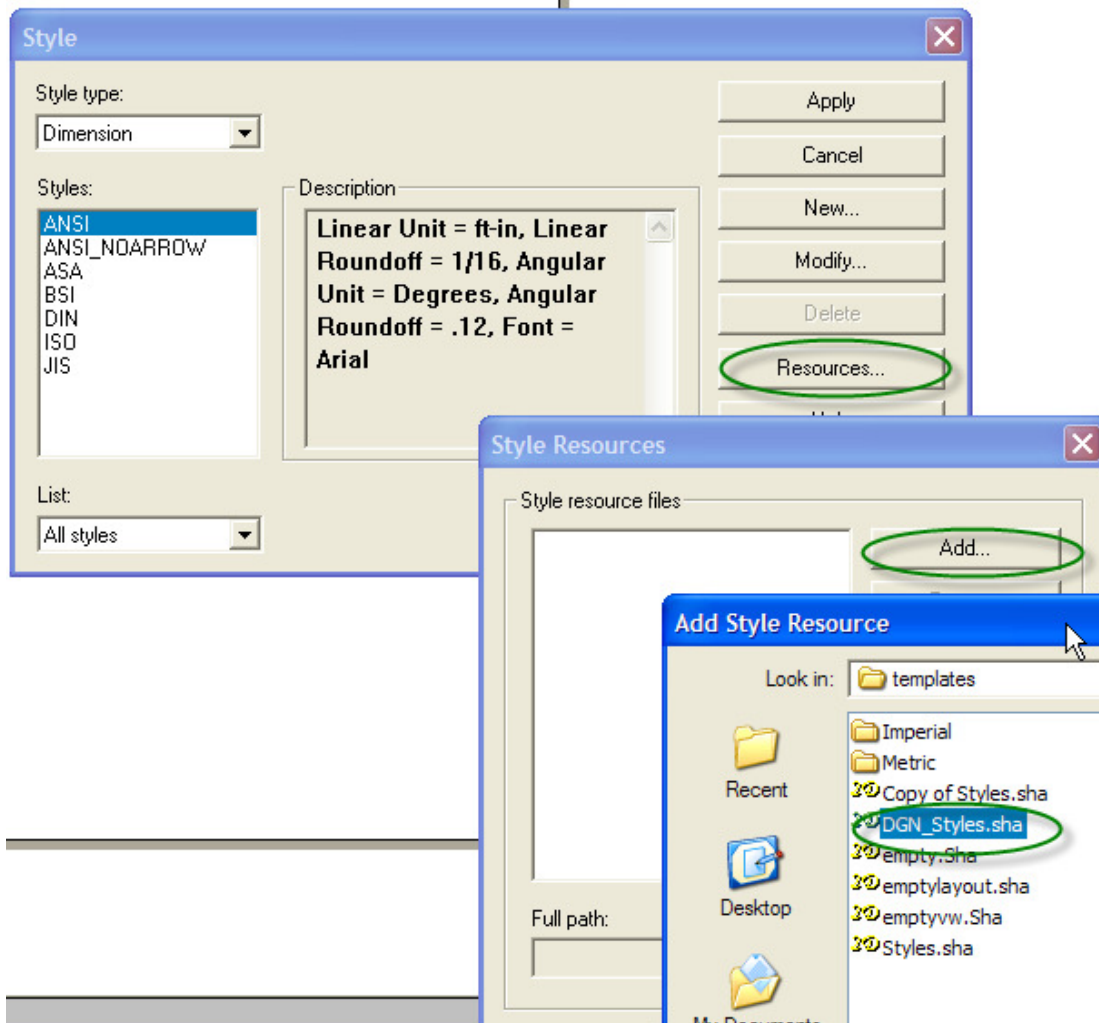 Style
Style type:
Dimension
Styles:
ANSI
ANSI_NOARROW
ASA
BSI
DIN
ISO
JIS
List:
All styles
Description
Linear Unit = ft-in, Linear
Roundoff = 1/16, Angular
Unit = Degrees, Angular
Roundoff = .12, Font =
Arial
Apply
Cancel
New...
Modify...
Delete
Resources...
Style Resources
Style resource files
Add...
Full path:
Add Style Resource
Look in:
templates
Recent
Desktop
My Documents
Imperial
Metric
Copy of Styles.sha
DGN_Styles.sha
empty.Sha
emptylayout.sha
emptyvw.Sha
Styles.sha